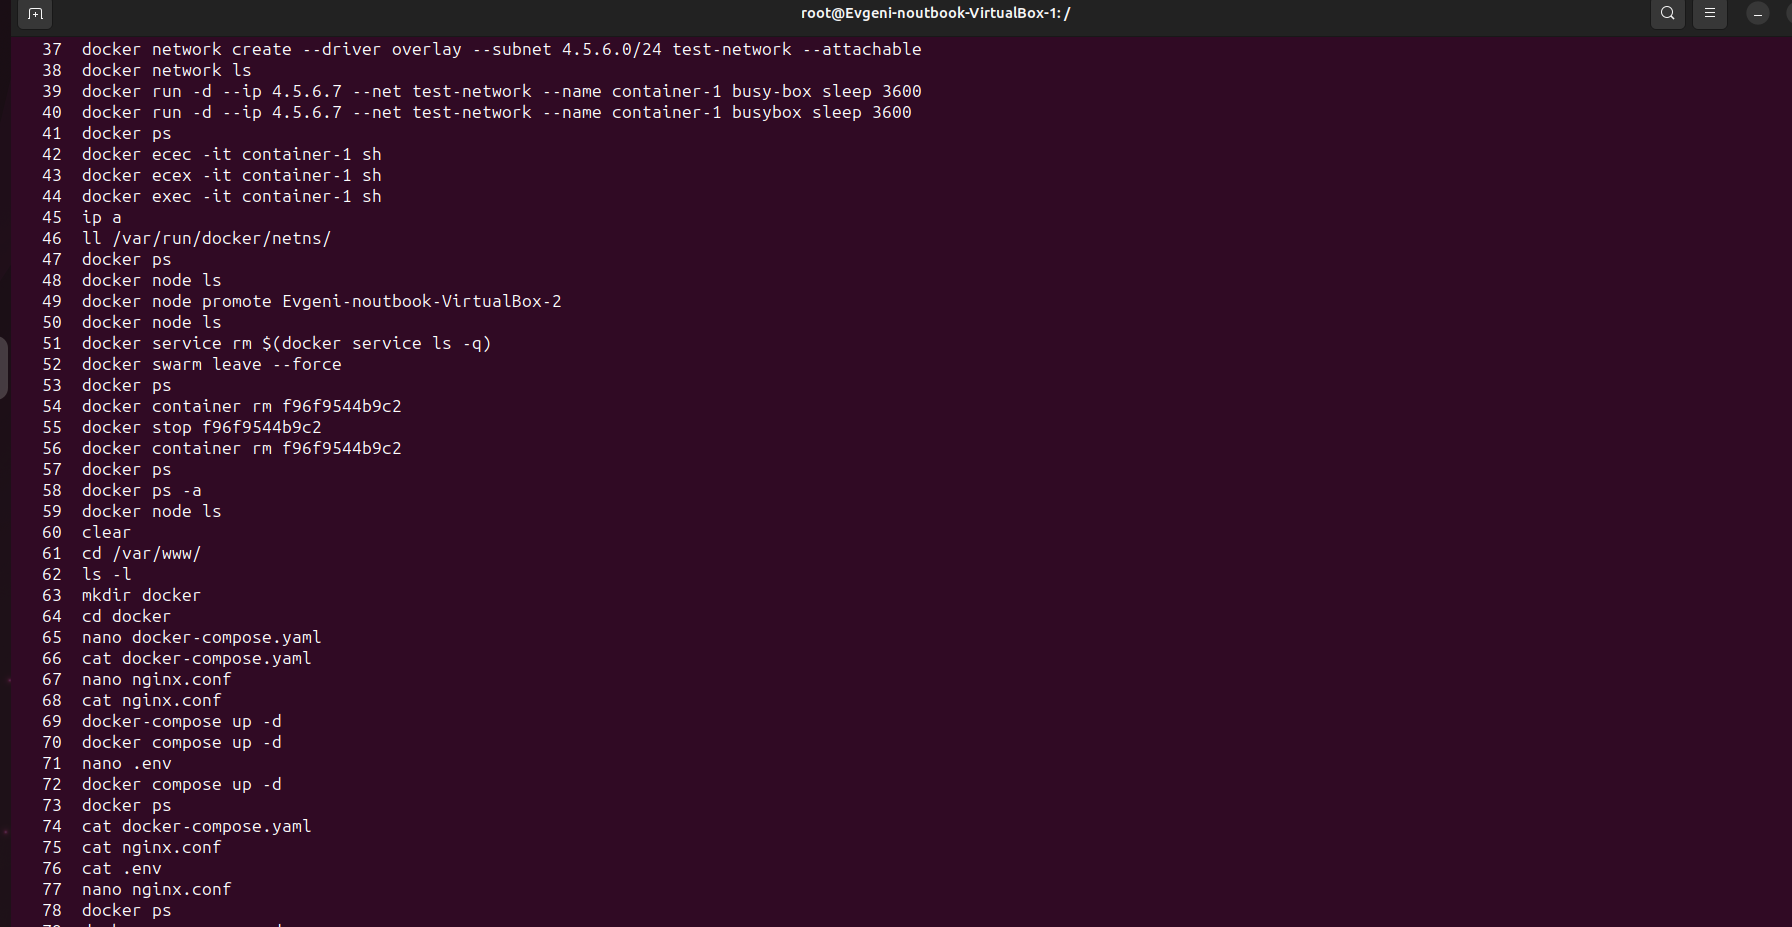 root@Evgeni-noutbook-VirtualBox-1: /
37 docker network create --driver overlay --subnet 4.5.6.0/24 test-network --attachable
38 docker network ls
39 docker run -d --ip 4.5.6.7 --net test-network --name container-1 busy-box sleep 3600
40 docker run -d --ip 4.5.6.7 --net test-network --name container-1 busybox sleep 3600
41 docker ps
42 docker ecec -it container-1 sh
43 docker ecex -it container-1 sh
44 docker exec -it container-1 sh
45 ip a
46 ll /var/run/docker/netns/
47 docker ps
48 docker node ls
49 docker node promote Evgeni-noutbook-VirtualBox-2
50 docker node ls
51 docker service rm $(docker service ls -q)
52 docker swarm leave --force
53 docker ps
54 docker container rm f96f9544b9c2
55 docker stop f96f9544b9c2
56 docker container rm f96f9544b9c2
57 docker ps
58 docker ps -a
59 docker node ls
60 clear
61 cd /var/www/
62 ls -l
63 mkdir docker
64 cd docker
65 nano docker-compose.yaml
66 cat docker-compose.yaml
67 nano nginx.conf
68 cat nginx.conf
69 docker-compose up -d
70 docker compose up -d
71 nano .env
72 docker compose up -d
73 docker ps
74 cat docker-compose.yaml
75 cat nginx.conf
76 cat .env
77 nano nginx.conf
78 docker ps